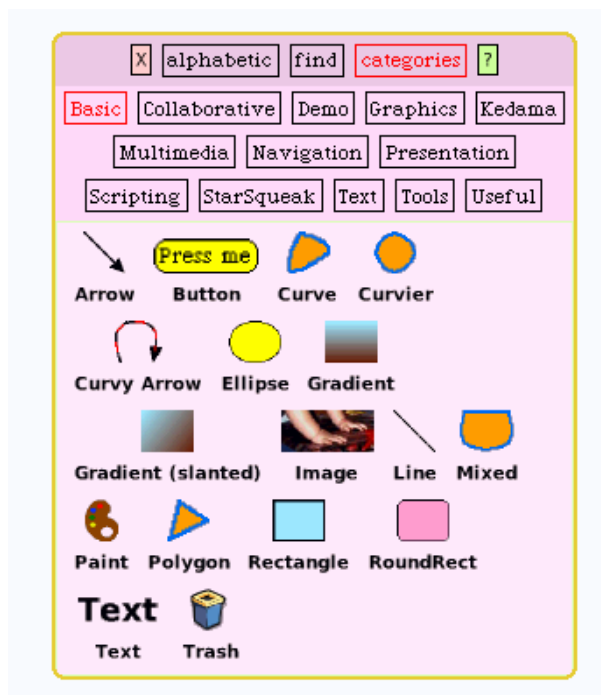 X alphabetic find categories ?
Basic Collaborative Demo Graphics Kedama
Multimedia Navigation Presentation
Scripting StarSqueak Text Tools Useful
Press me
Arrow Button Curve Curvier
Curvy Arrow Ellipse Gradient
Gradient (slanted) Image Line Mixed
Paint Polygon Rectangle RoundRect
Text
Text Trash